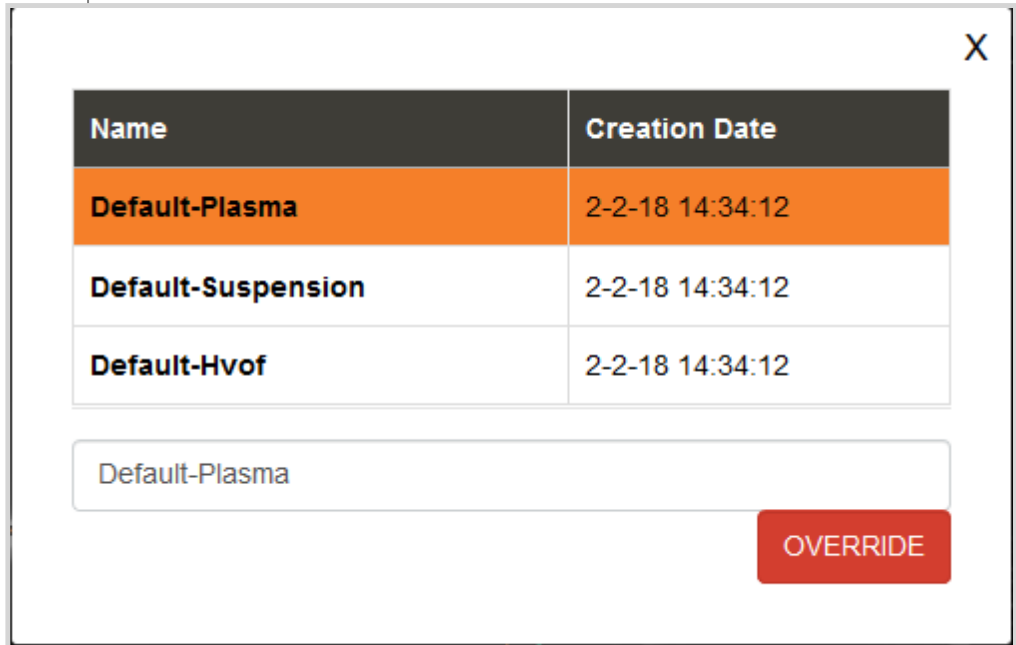 X
Name Creation Date
Default-Plasma 2-2-18 14:34:12
Default-Suspension 2-2-18 14:34:12
Default-Hvof 2-2-18 14:34:12
Default-Plasma
OVERRIDE